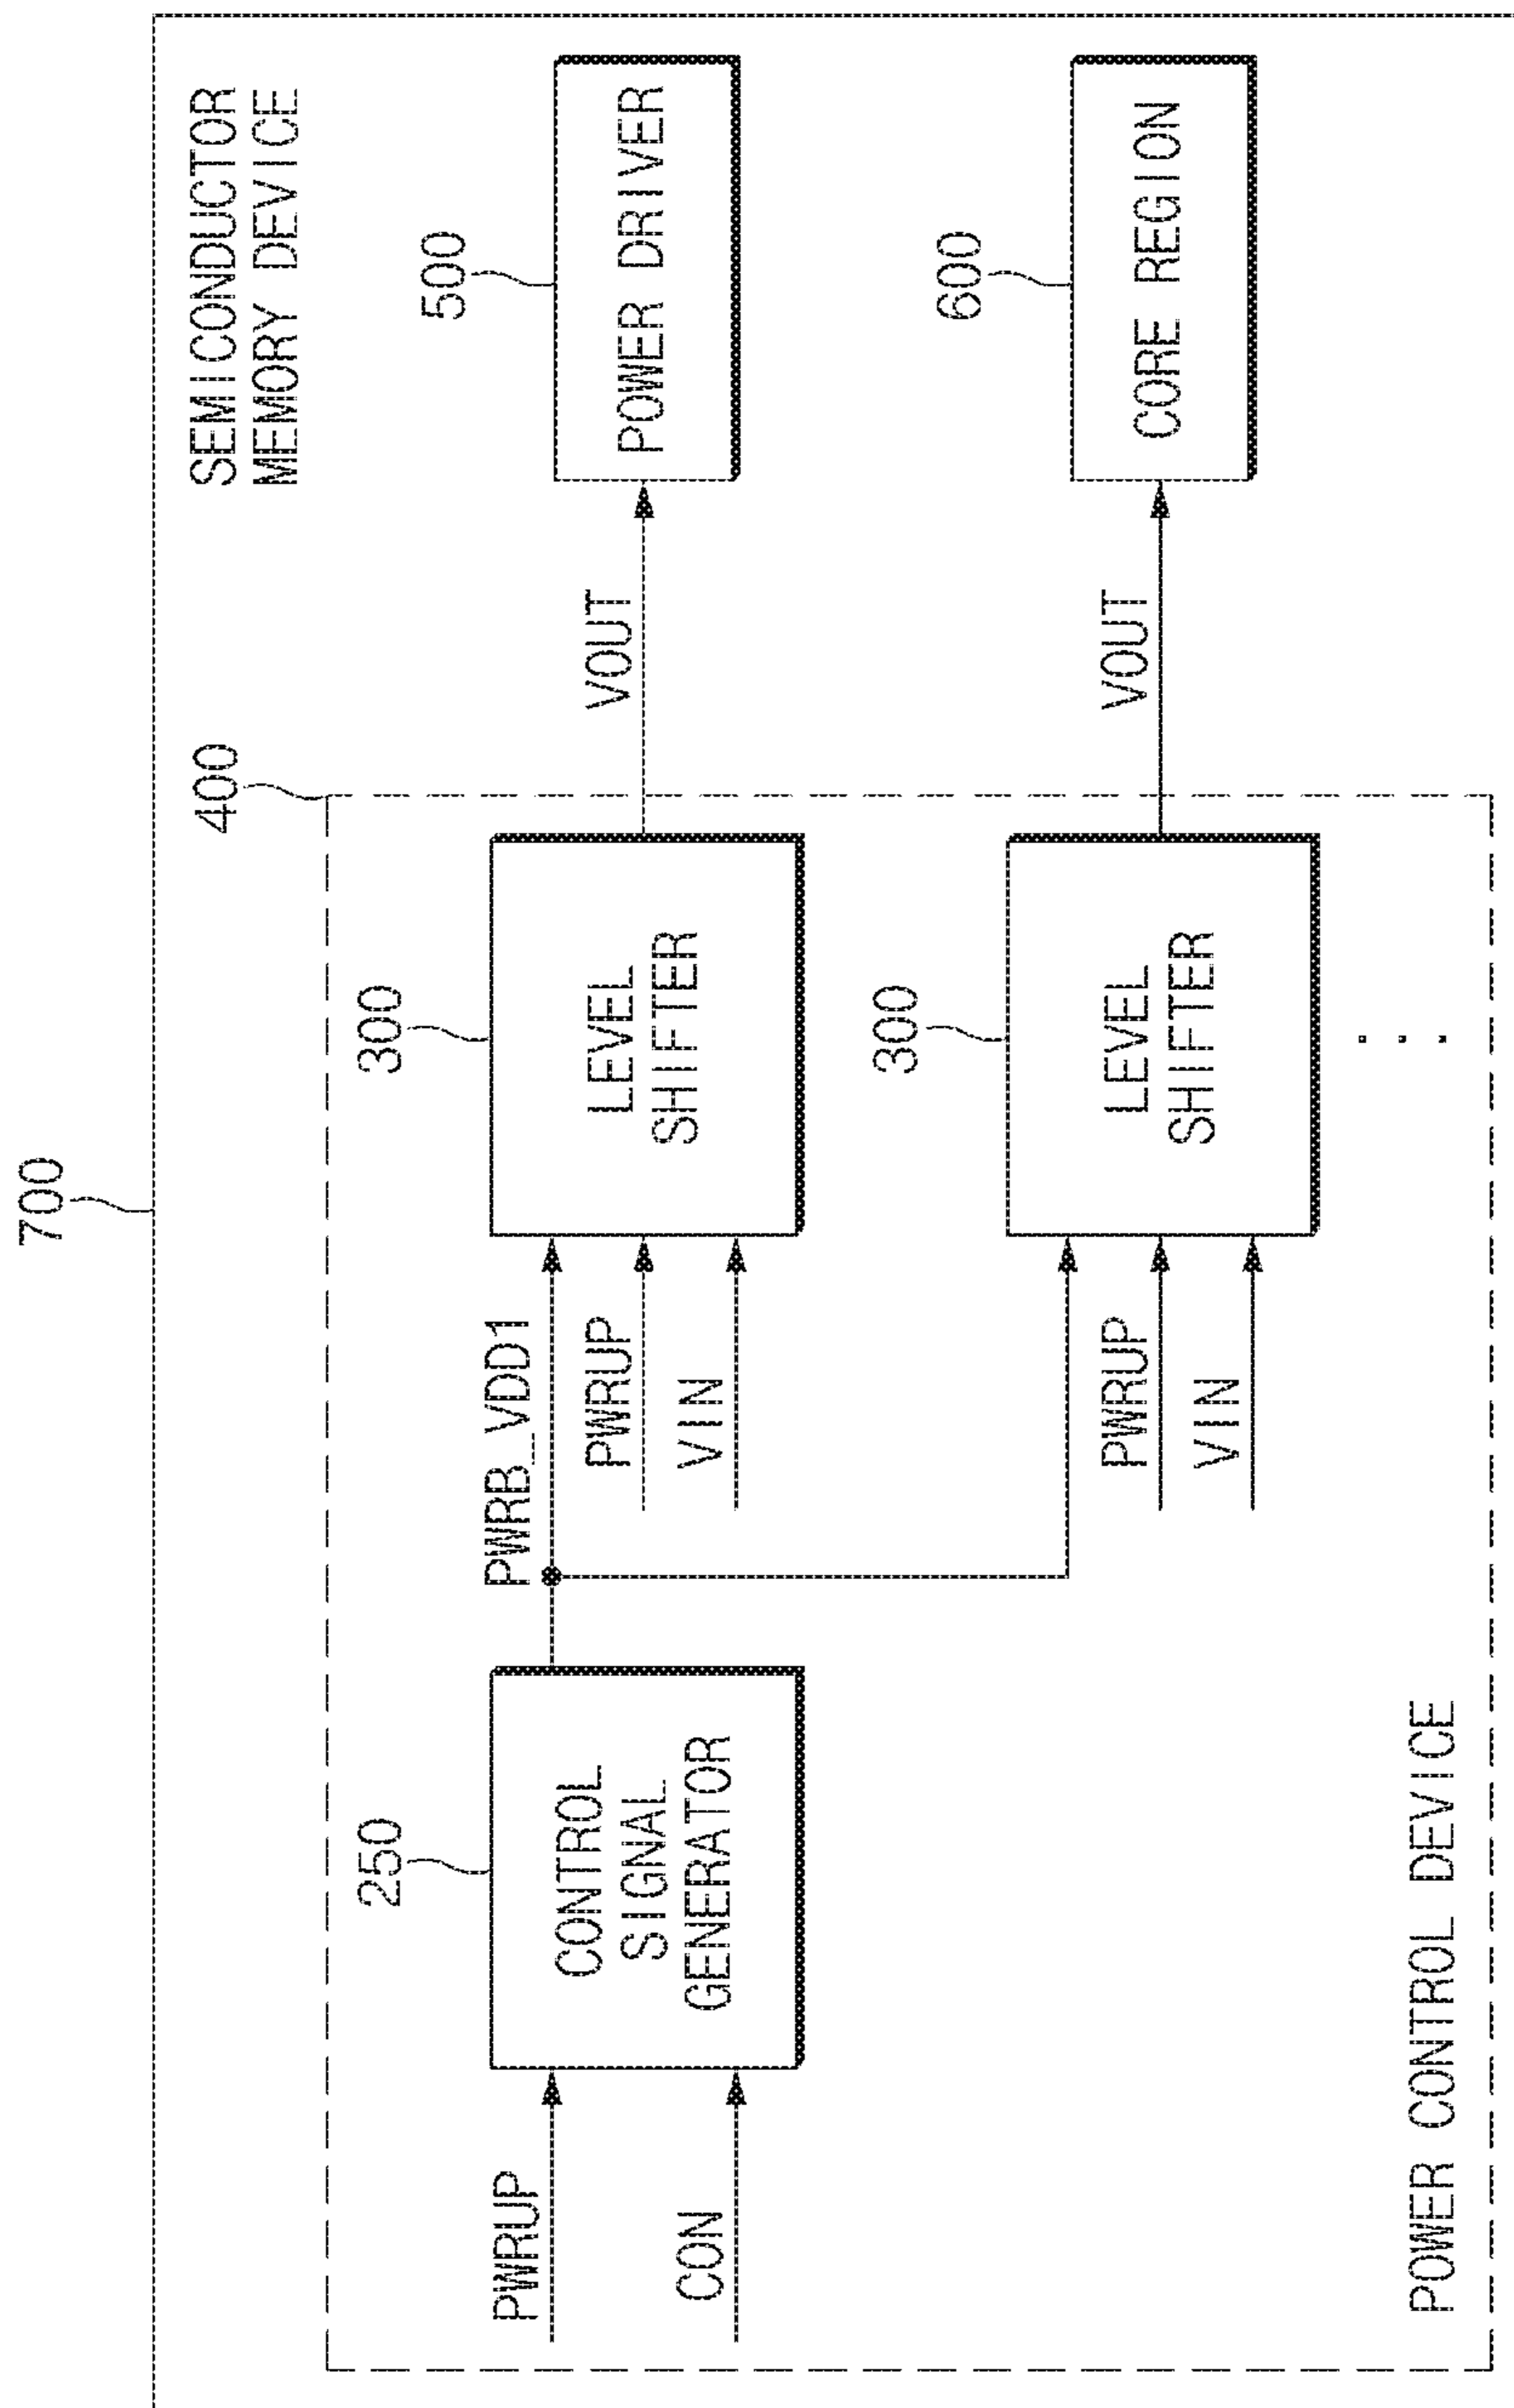 700
SEMICONDUCTOR
MEMORY DEVICE
400
250
300
500
PWRUP
CON
CONTROL
SIGNAL
GENERATOR
PWRB_VDD1
PWRUP
VIN
LEVEL
SHIFTER
VOUT
POWER DRIVER
300
600
PWRUP
VIN
LEVEL
SHIFTER
VOUT
CORE REGION
. . .
POWER CONTROL DEVICE